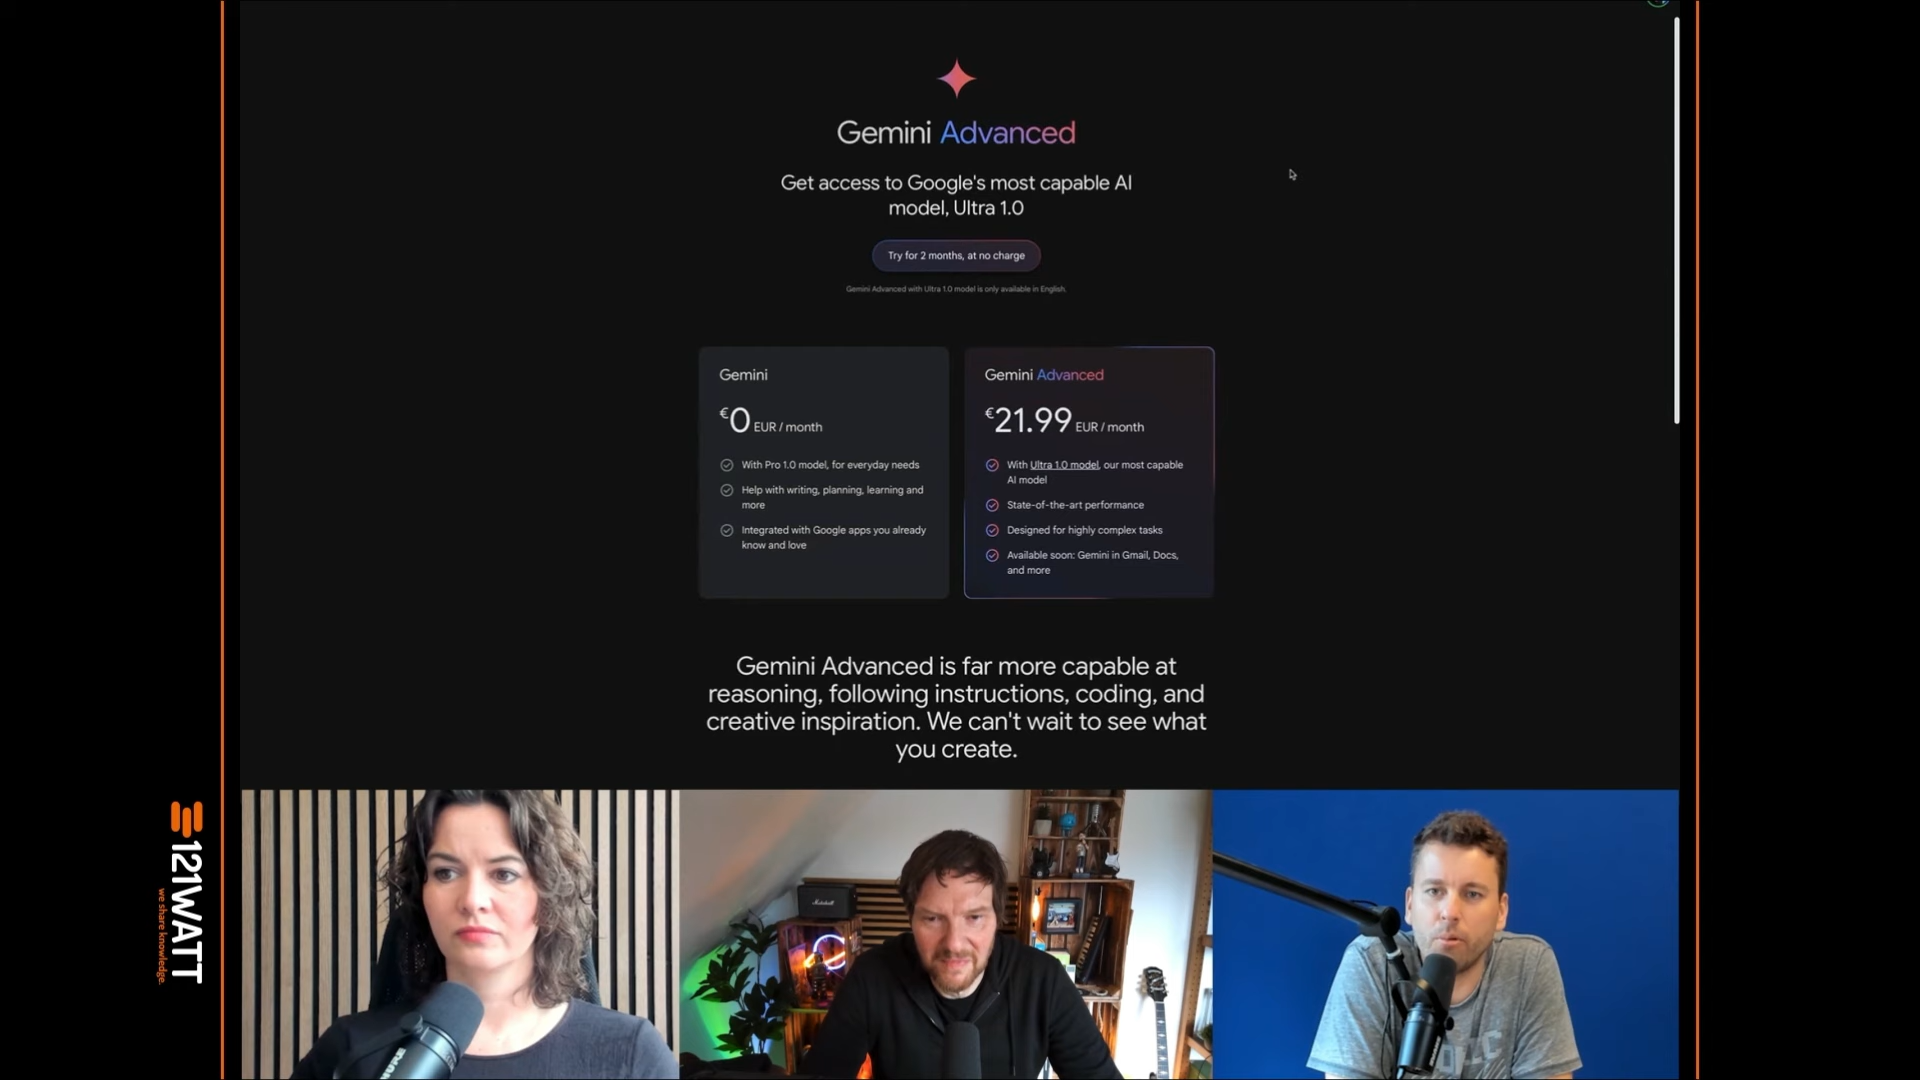 Gemini Advanced
Get access to Google's most capable AI
model, Ultra 1.0
Try for 2 months, at no charge
Gemini Advanced with Ultra 1.0 model is only available in English.
Gemini
€0 EUR / month
With Pro 1.0 model, for everyday needs
Help with writing, planning, learning and
more
Integrated with Google apps you already
know and love
Gemini Advanced
€21.99 EUR / month
With Ultra 1.0 model, our most capable
AI model
State-of-the-art performance
Designed for highly complex tasks
Available soon: Gemini in Gmail, Docs,
and more
Gemini Advanced is far more capable at
reasoning, following instructions, coding, and
creative inspiration. We can't wait to see what
you create.
121WATT
we share knowledge.
Marshall